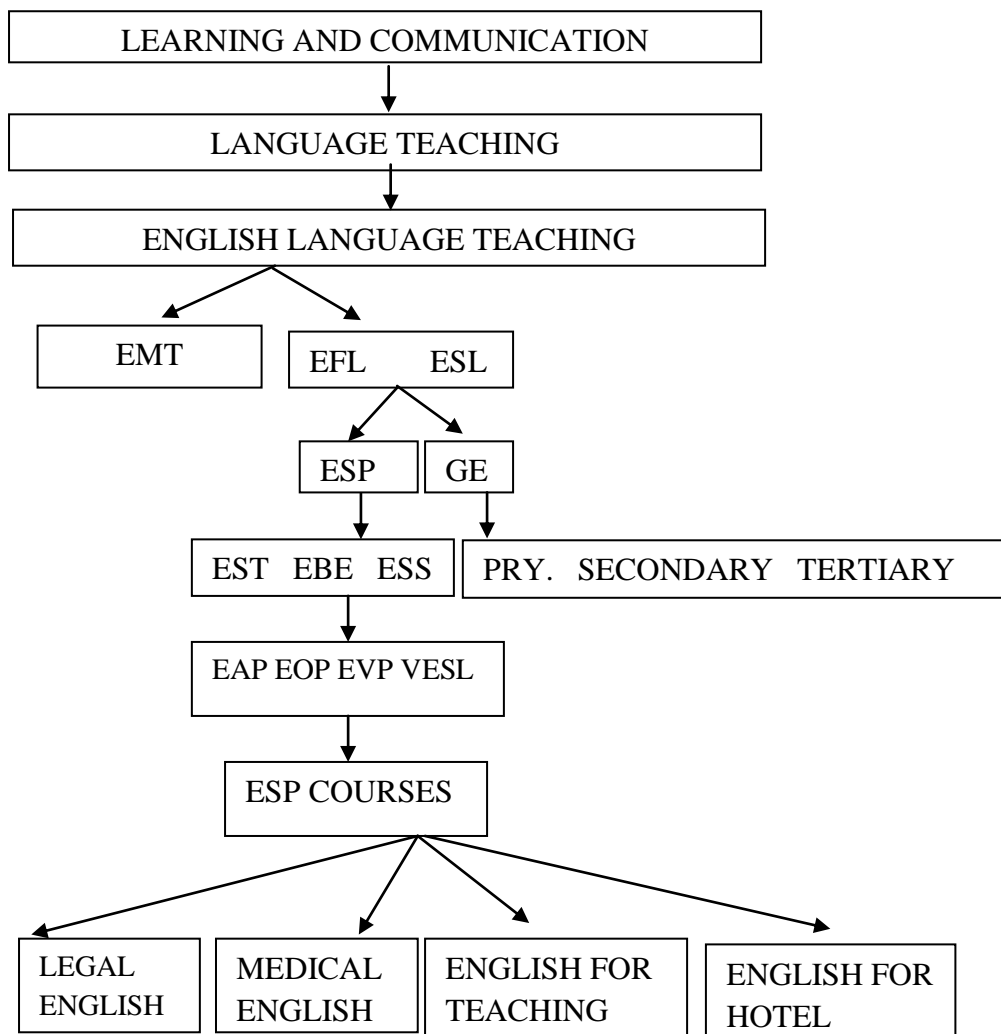 LEARNING AND COMMUNICATION
LANGUAGE TEACHING
ENGLISH LANGUAGE TEACHING
EMT
EFL ESL
ESP
GE
EST EBE ESS
PRY. SECONDARY TERTIARY
EAP EOP EVP VESL
ESP COURSES
LEGAL
ENGLISH
MEDICAL
ENGLISH
ENGLISH FOR
TEACHING
ENGLISH FOR
HOTEL